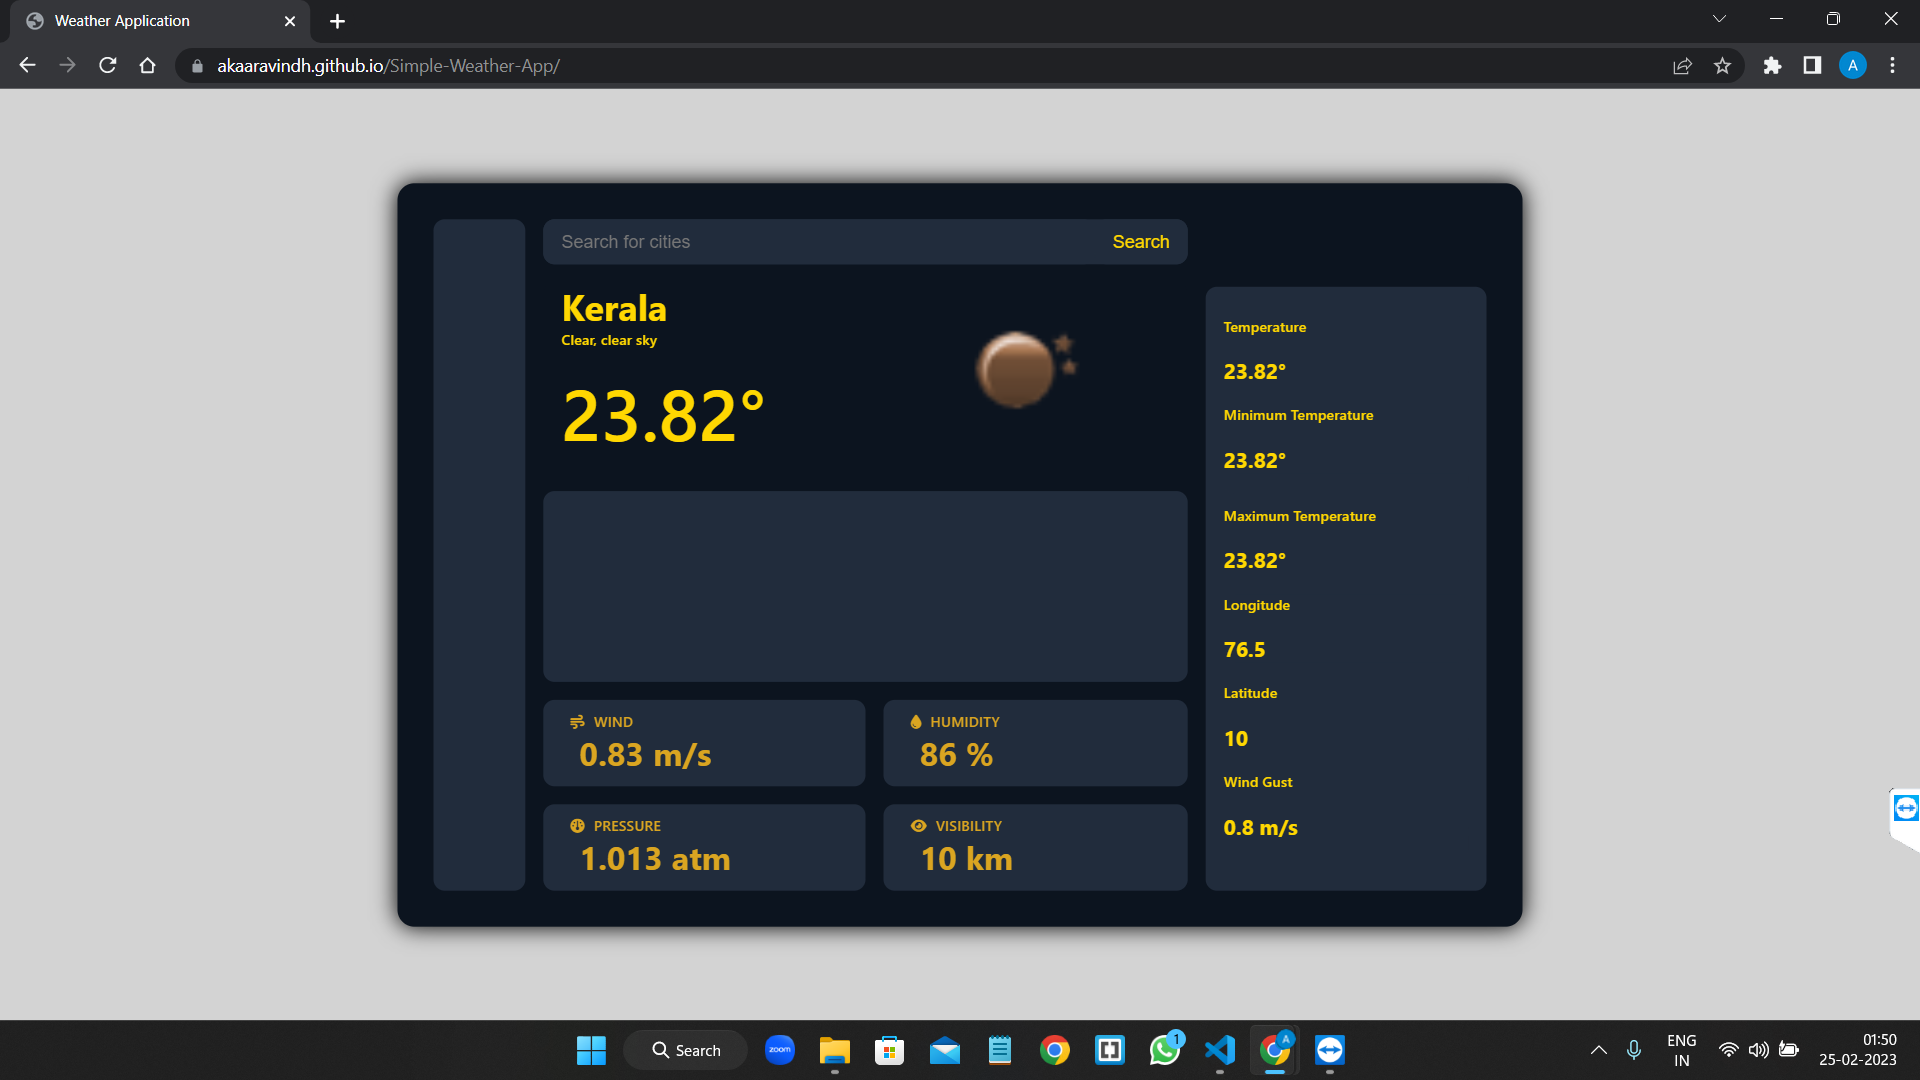 Weather Application
akaaravindh.github.io/Simple-Weather-App/
A
Search for cities
Search
Kerala
Clear, clear sky
23.82°
WIND
0.83 m/s
HUMIDITY
86 %
PRESSURE
1.013 atm
VISIBILITY
10 km
Temperature
23.82°
Minimum Temperature
23.82°
Maximum Temperature
23.82°
Longitude
76.5
Latitude
10
Wind Gust
0.8 m/s
Search
zoom
1
A
ENG
IN
01:50
25-02-2023